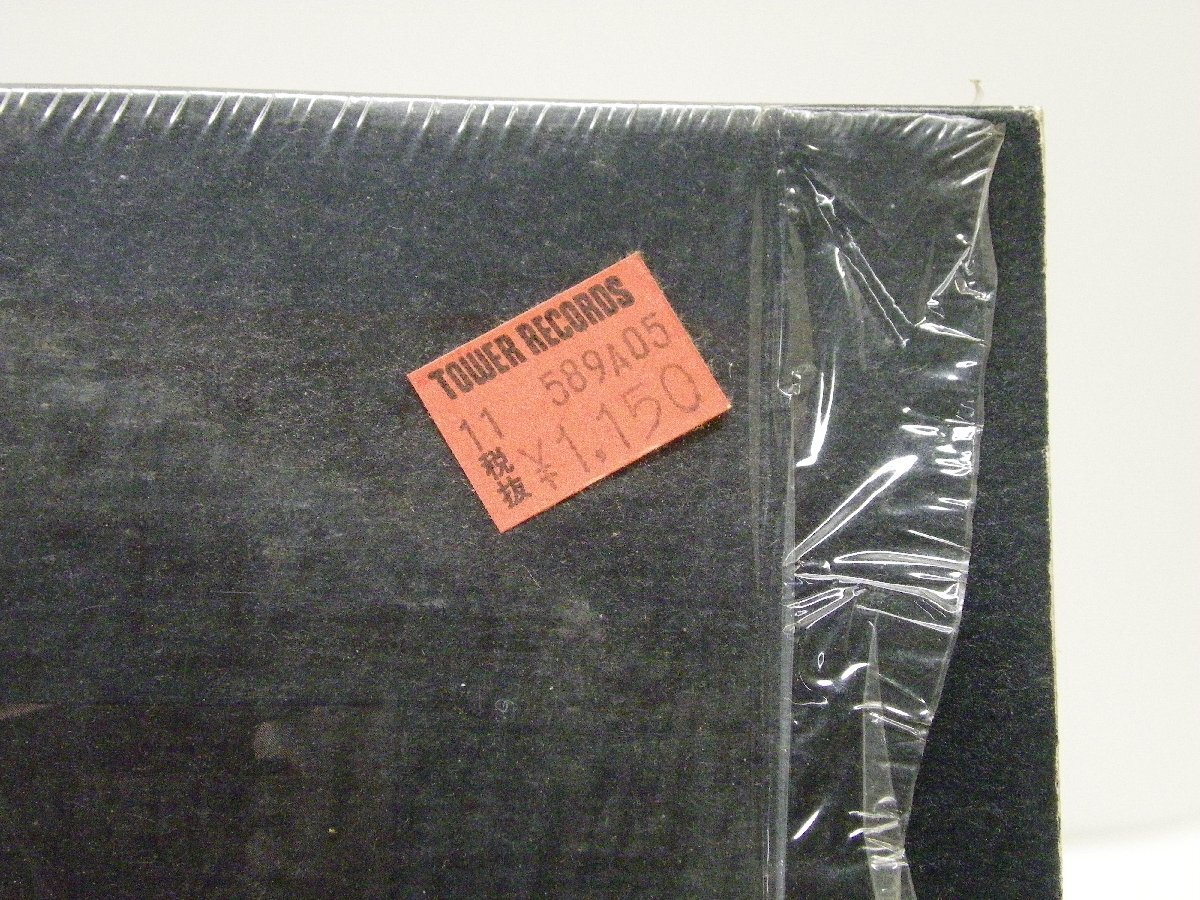 TOWER RECORDS
11 589A05
税抜 ¥1,150